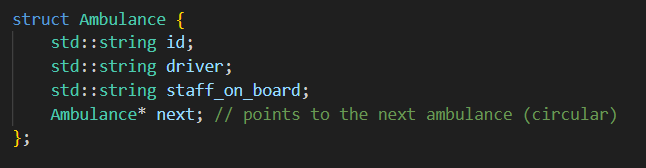 struct Ambulance {
    std::string id;
    std::string driver;
    std::string staff_on_board;
    Ambulance* next; // points to the next ambulance (circular)
};